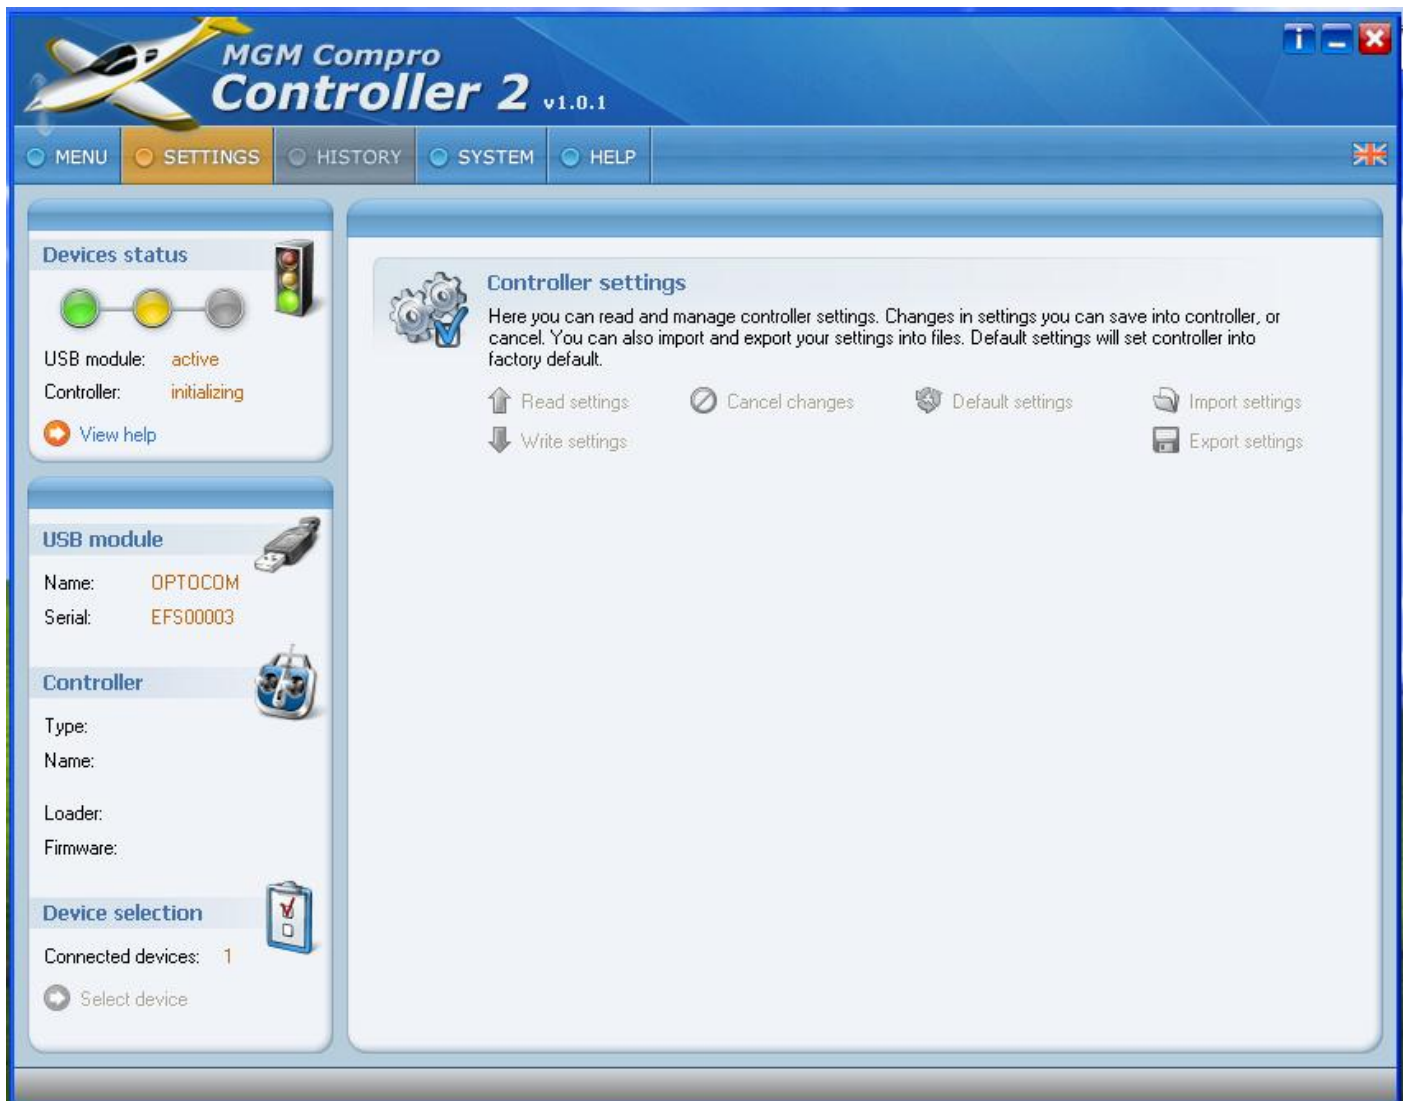 MGM Compro
Controller 2 v1.0.1
MENU SETTINGS HISTORY SYSTEM HELP
Devices status
USB module: active
Controller: initializing
View help
USB module
Name: OPTOCOM
Serial: EFS00003
Controller
Type:
Name:
Loader:
Firmware:
Device selection
Connected devices: 1
Select device
Controller settings
Here you can read and manage controller settings. Changes in settings you can save into controller, or
cancel. You can also import and export your settings into files. Default settings will set controller into
factory default.
Read settings Cancel changes Default settings Import settings
Write settings Export settings